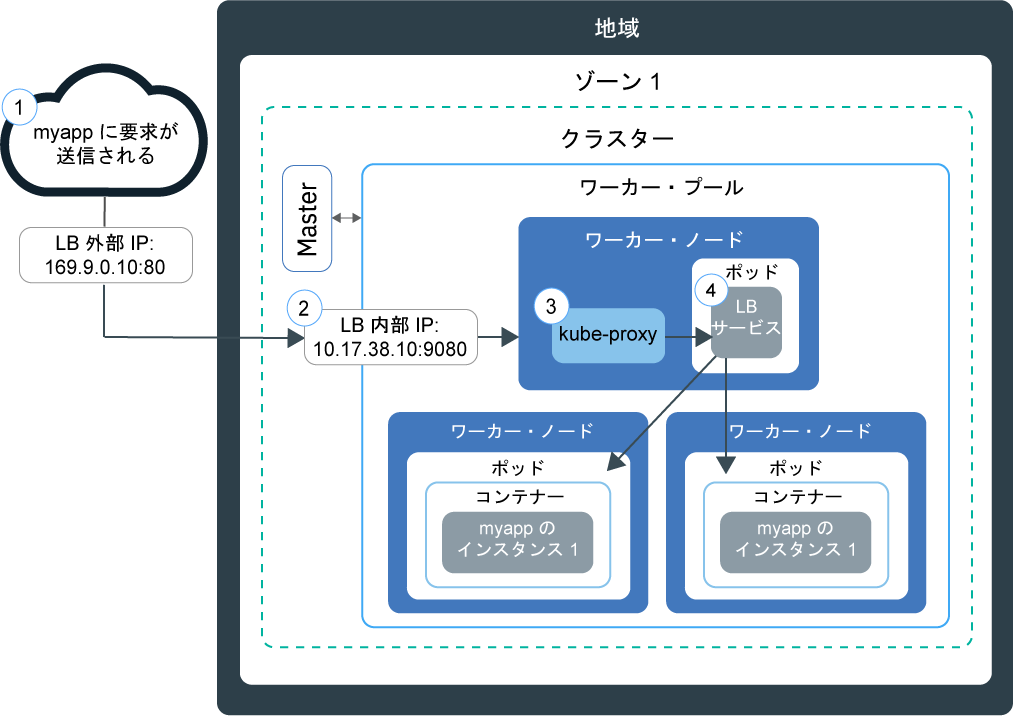 地域
ゾーン 1
クラスター
1
myapp に要求が
送信される
LB 外部 IP:
169.9.0.10:80
Master
ワーカー・プール
2
LB 内部 IP:
10.17.38.10:9080
ワーカー・ノード
3
kube-proxy
ポッド
4
LB
サービス
ワーカー・ノード
ポッド
コンテナー
myapp の
インスタンス 1
ワーカー・ノード
ポッド
コンテナー
myapp の
インスタンス 1